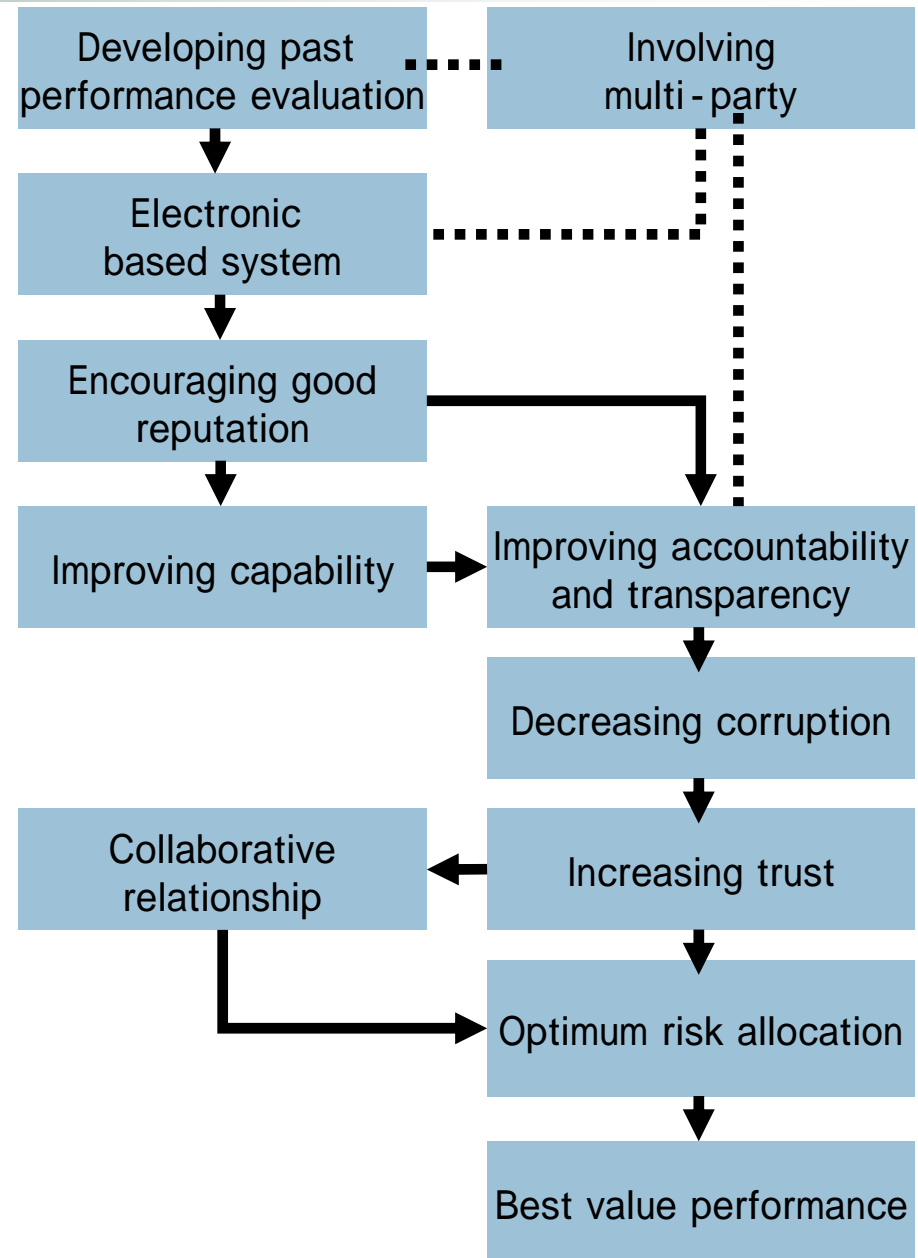 Developing past
performance evaluation
Involving
multi - party
Electronic
based system
Encouraging good
reputation
Improving capability
Improving accountability
and transparency
Decreasing corruption
Collaborative
relationship
Increasing trust
Optimum risk allocation
Best value performance